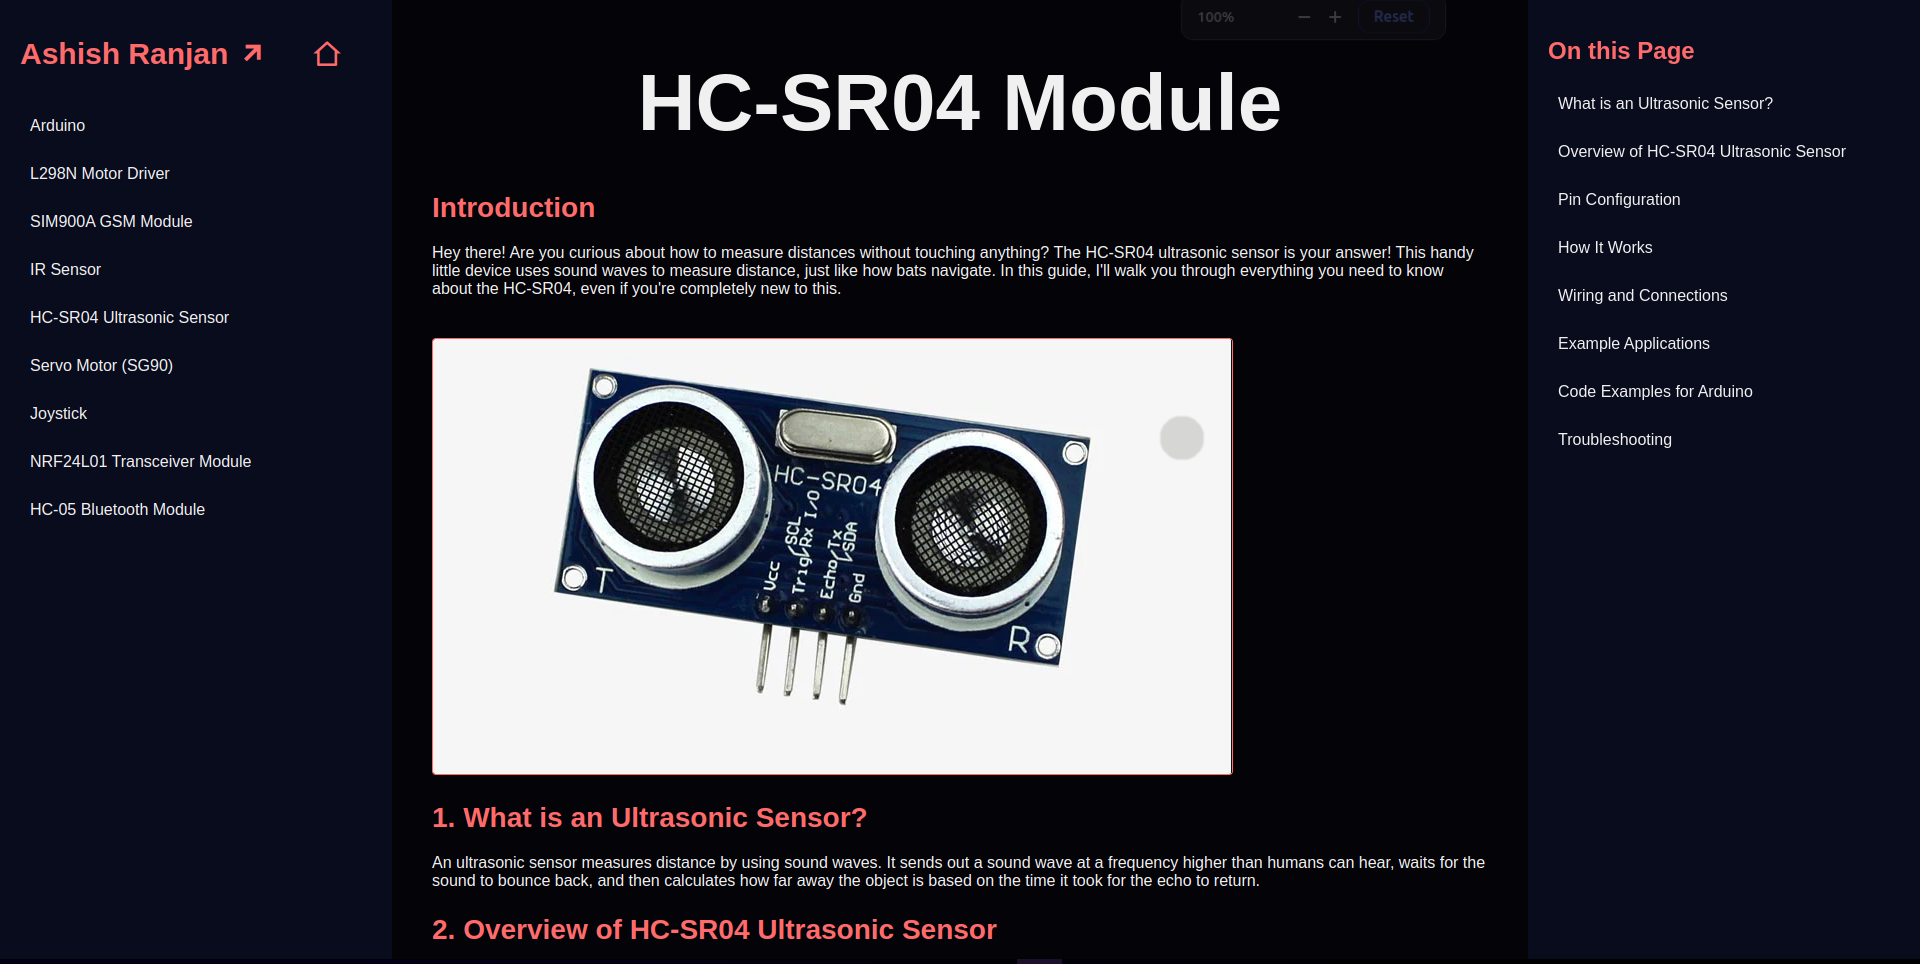 Ashish Ranjan
Arduino
L298N Motor Driver
SIM900A GSM Module
IR Sensor
HC-SR04 Ultrasonic Sensor
Servo Motor (SG90)
Joystick
NRF24L01 Transceiver Module
HC-05 Bluetooth Module
100%
Reset
HC-SR04 Module
Introduction
Hey there! Are you curious about how to measure distances without touching anything? The HC-SR04 ultrasonic sensor is your answer! This handy
little device uses sound waves to measure distance, just like how bats navigate. In this guide, I'll walk you through everything you need to know
about the HC-SR04, even if you're completely new to this.
HC-SR04
Vcc
Trig/SCL
Rx I/O
Echo/Tx
/SDA
Gnd
T
R
1. What is an Ultrasonic Sensor?
An ultrasonic sensor measures distance by using sound waves. It sends out a sound wave at a frequency higher than humans can hear, waits for the
sound to bounce back, and then calculates how far away the object is based on the time it took for the echo to return.
2. Overview of HC-SR04 Ultrasonic Sensor
On this Page
What is an Ultrasonic Sensor?
Overview of HC-SR04 Ultrasonic Sensor
Pin Configuration
How It Works
Wiring and Connections
Example Applications
Code Examples for Arduino
Troubleshooting